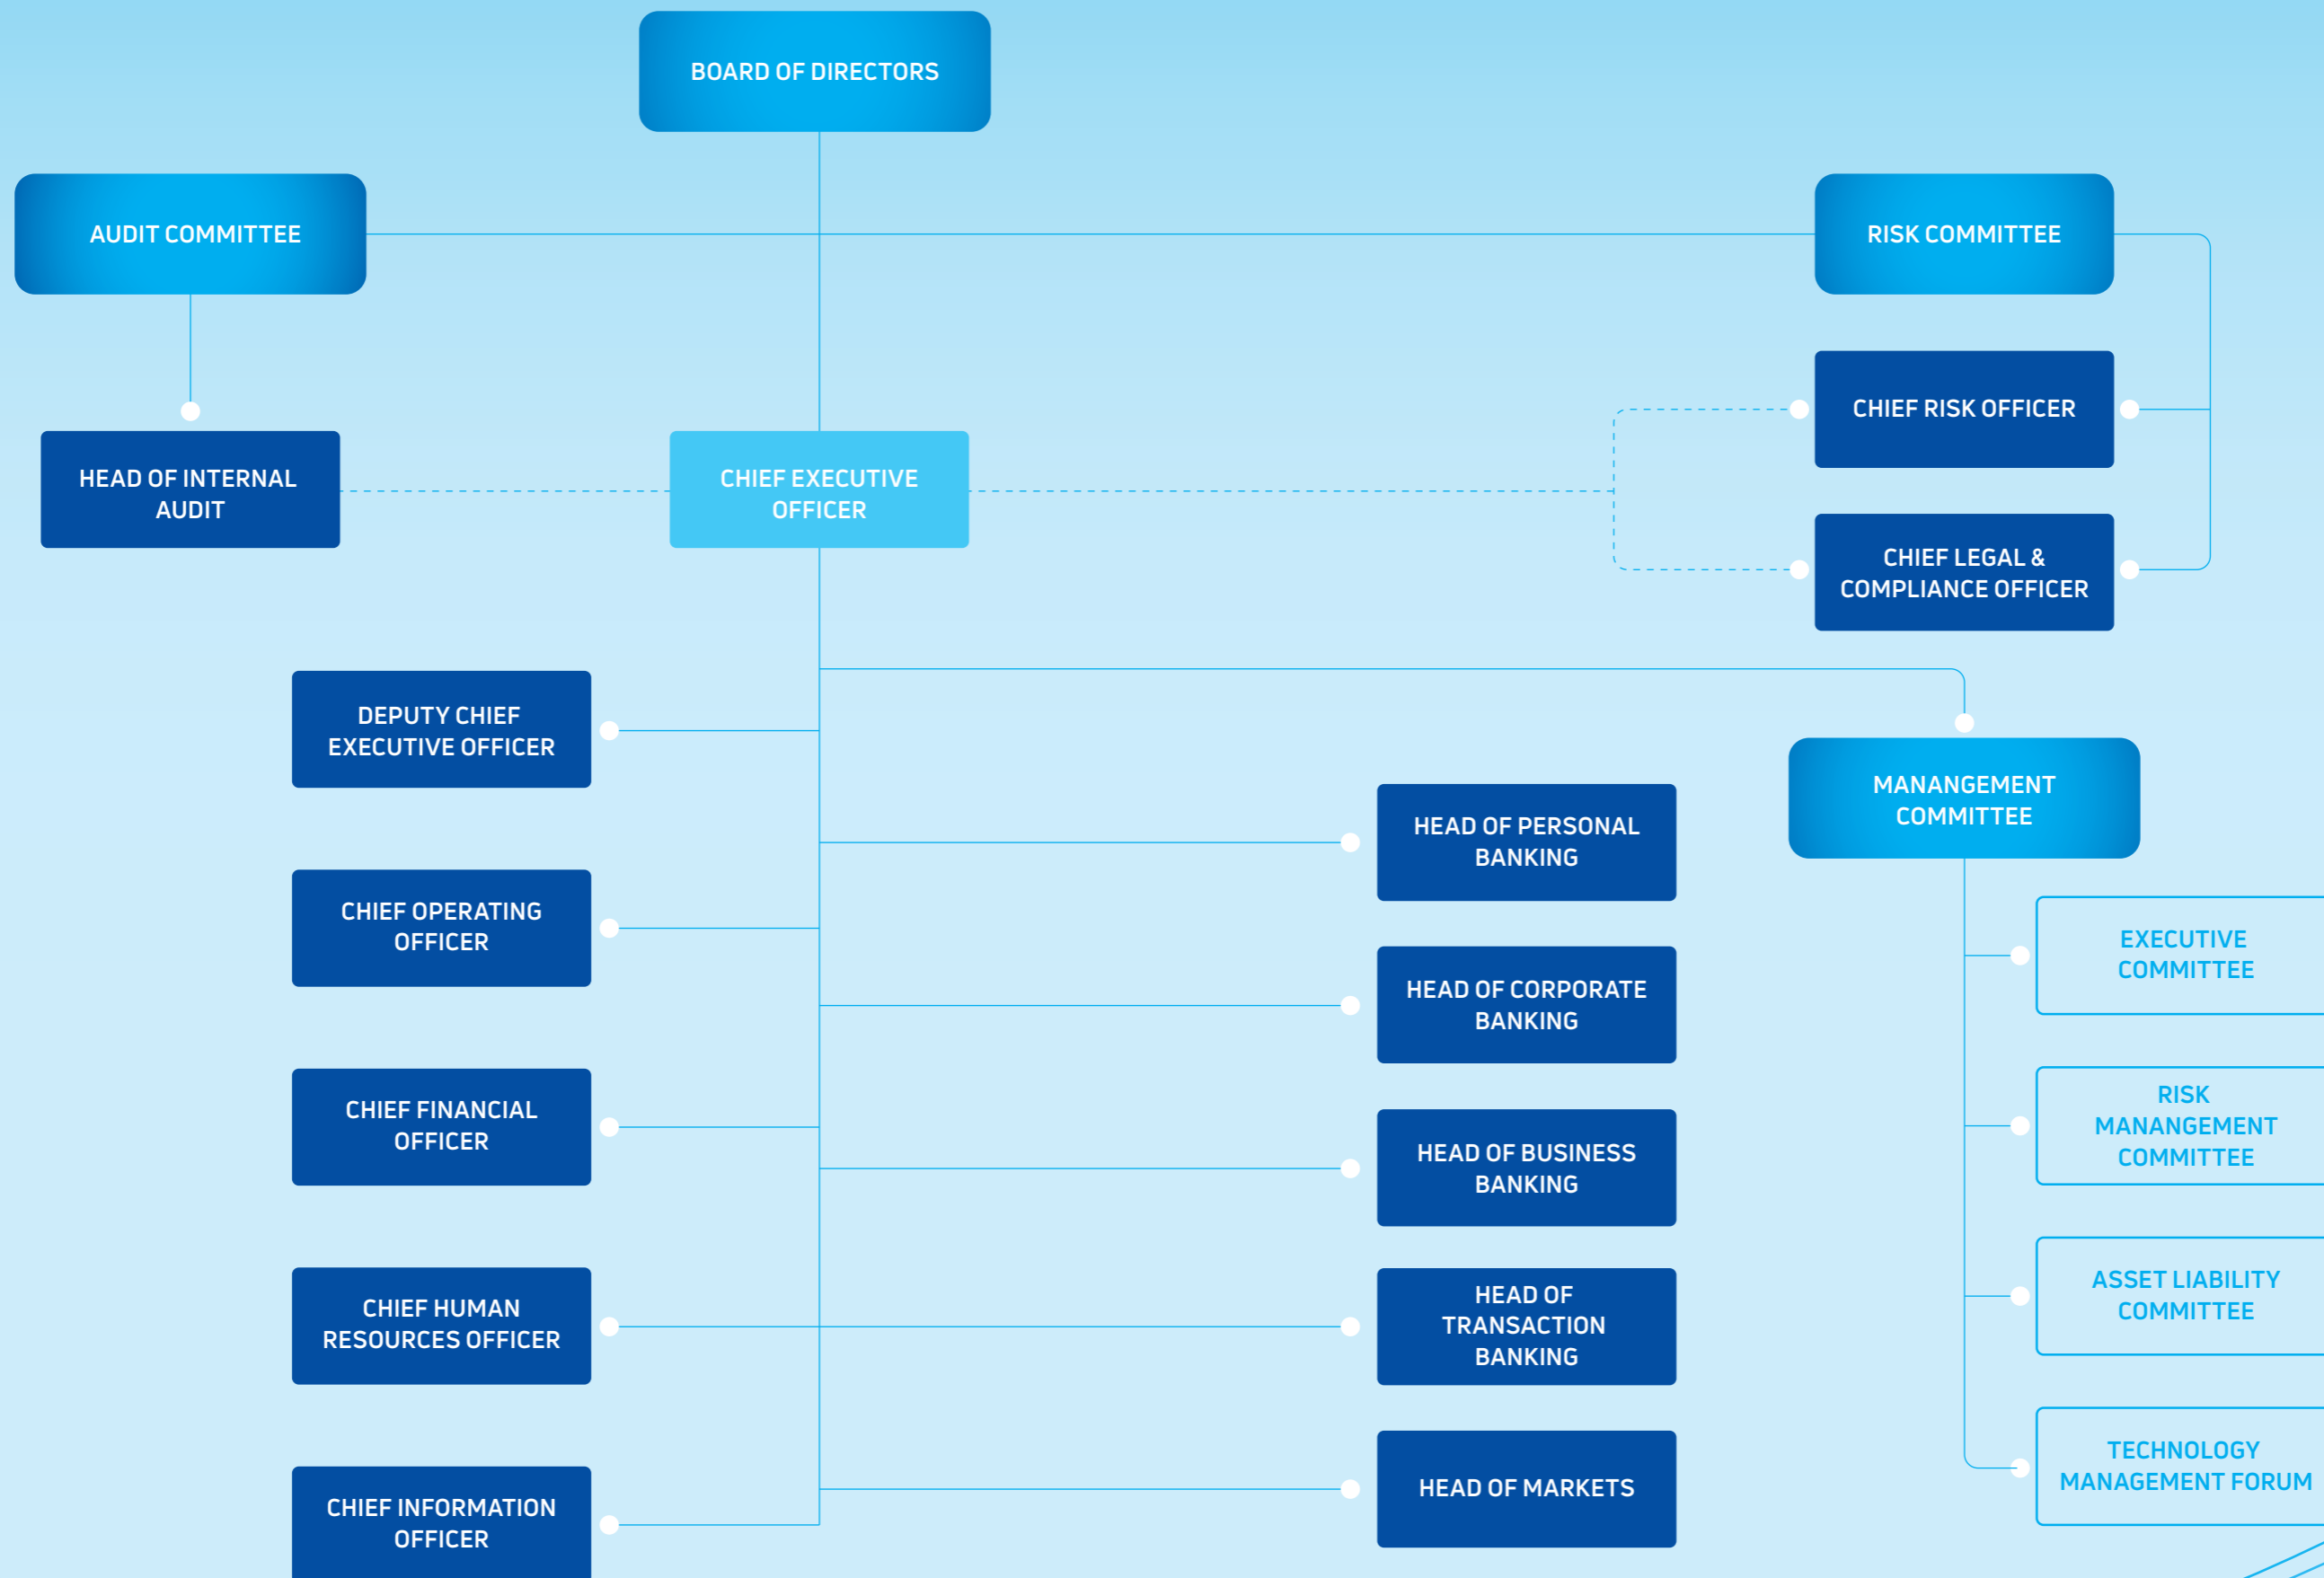 BOARD OF DIRECTORS
AUDIT COMMITTEE
RISK COMMITTEE
CHIEF RISK OFFICER
HEAD OF INTERNAL
AUDIT
CHIEF EXECUTIVE
OFFICER
CHIEF LEGAL &
COMPLIANCE OFFICER
DEPUTY CHIEF
EXECUTIVE OFFICER
CHIEF OPERATING
OFFICER
CHIEF FINANCIAL
OFFICER
CHIEF HUMAN
RESOURCES OFFICER
CHIEF INFORMATION
OFFICER
HEAD OF PERSONAL
BANKING
HEAD OF CORPORATE
BANKING
HEAD OF BUSINESS
BANKING
HEAD OF
TRANSACTION
BANKING
HEAD OF MARKETS
MANANGEMENT
COMMITTEE
EXECUTIVE
COMMITTEE
RISK
MANANGEMENT
COMMITTEE
ASSET LIABILITY
COMMITTEE
TECHNOLOGY
MANAGEMENT FORUM